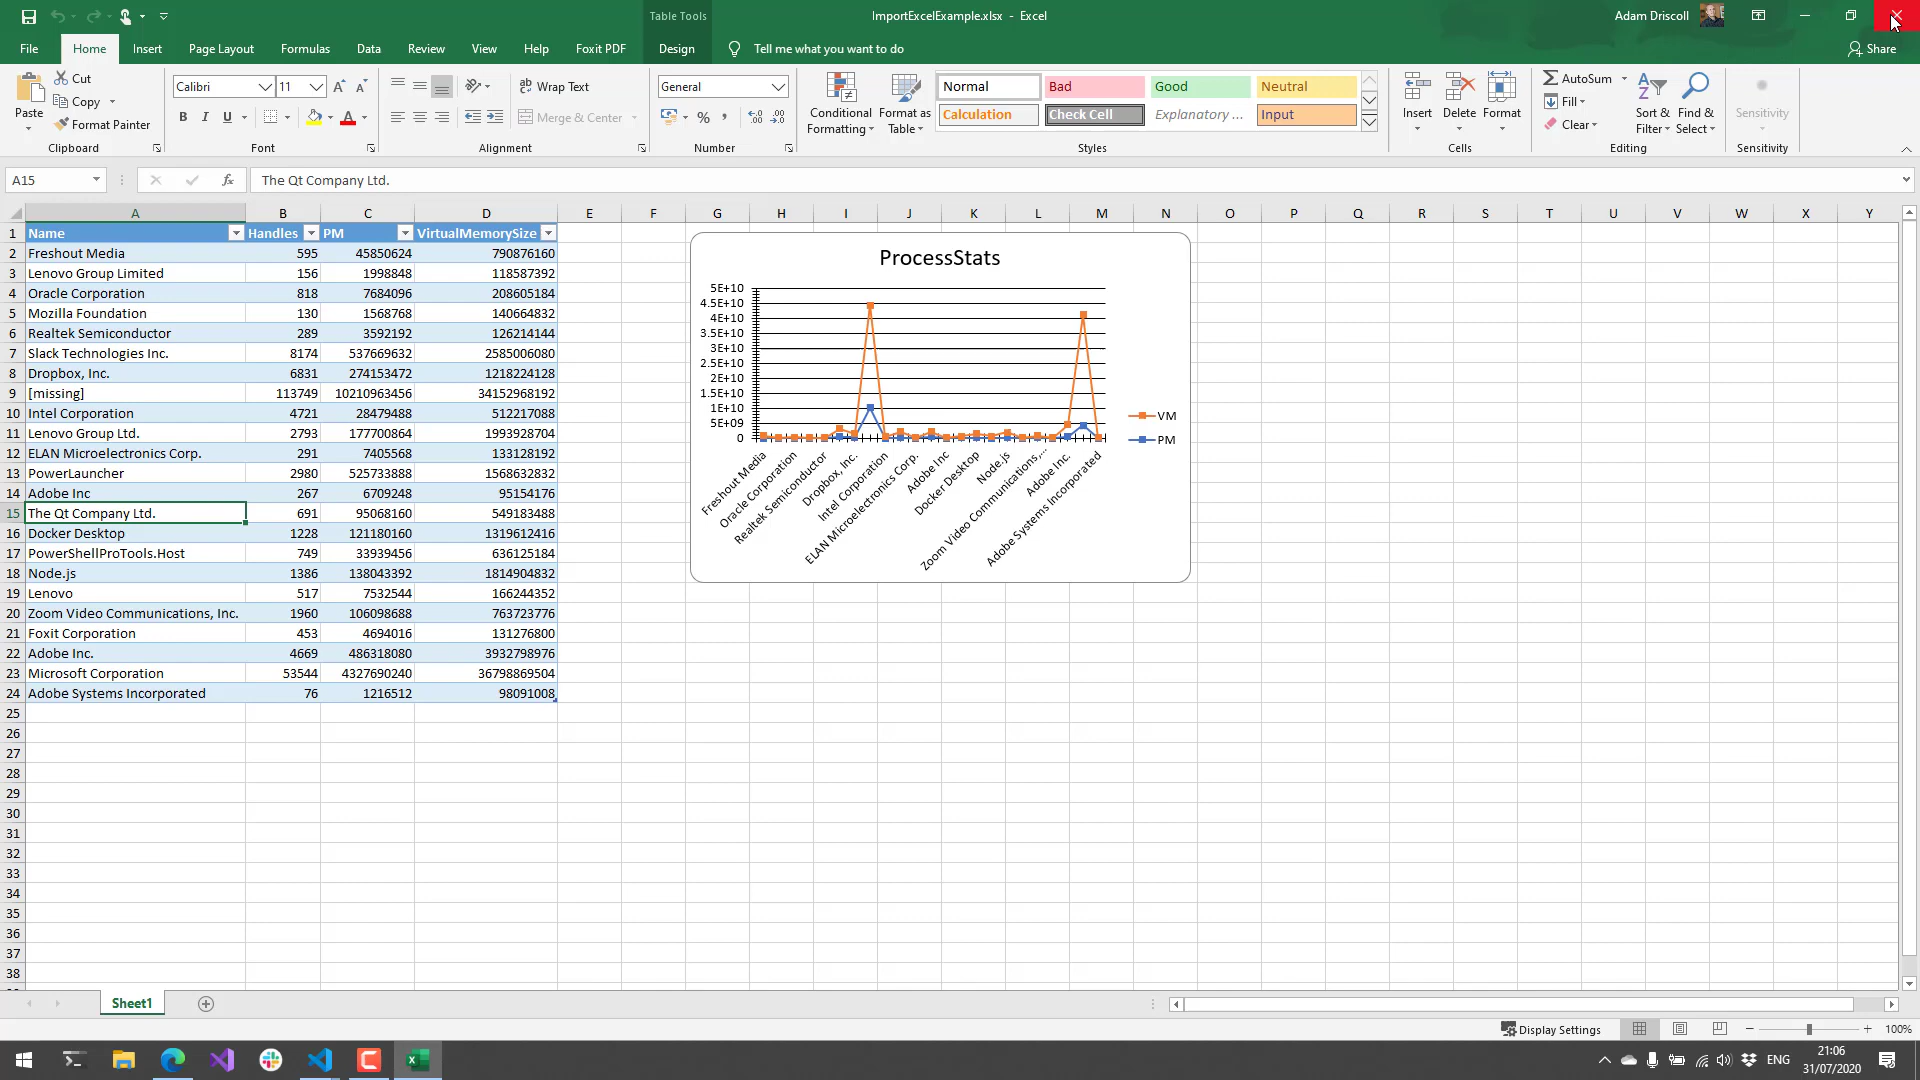 Table Tools
ImportExcelExample.xlsx - Excel
Adam Driscoll
File Home Insert Page Layout Formulas Data Review View Help Foxit PDF Design Tell me what you want to do Share
Paste
Cut
Copy
Format Painter
Clipboard
Calibri 11
B I U
Font
Wrap Text
Merge & Center
Alignment
General
%
Number
Conditional Formatting
Format as Table
Normal Bad Good Neutral
Calculation Check Cell Explanatory ... Input
Styles
Insert Delete Format
Cells
AutoSum
Fill
Clear
Sort & Filter
Find & Select
Editing
Sensitivity
Sensitivity
A15 fx The Qt Company Ltd.
A B C D E F G H I J K L M N O P Q R S T U V W X Y
1 Name Handles PM VirtualMemorySize
2 Freshout Media 595 45850624 790876160
3 Lenovo Group Limited 156 1998848 118587392
4 Oracle Corporation 818 7684096 208605184
5 Mozilla Foundation 130 1568768 140664832
6 Realtek Semiconductor 289 3592192 126214144
7 Slack Technologies Inc. 8174 537669632 2585006080
8 Dropbox, Inc. 6831 274153472 1218224128
9 [missing] 113749 10210963456 34152968192
10 Intel Corporation 4721 28479488 512217088
11 Lenovo Group Ltd. 2793 177700864 1993928704
12 ELAN Microelectronics Corp. 291 7405568 133128192
13 PowerLauncher 2980 525733888 1568632832
14 Adobe Inc 267 6709248 95154176
15 The Qt Company Ltd. 691 95068160 549183488
16 Docker Desktop 1228 121180160 1319612416
17 PowerShellProTools.Host 749 33939456 636125184
18 Node.js 1386 138043392 1814904832
19 Lenovo 517 7532544 166244352
20 Zoom Video Communications, Inc. 1960 106098688 763723776
21 Foxit Corporation 453 4694016 131276800
22 Adobe Inc. 4669 486318080 3932798976
23 Microsoft Corporation 53544 4327690240 36798869504
24 Adobe Systems Incorporated 76 1216512 98091008
25
26
27
28
29
30
31
32
33
34
35
36
37
38
ProcessStats
5E+10
4.5E+10
4E+10
3.5E+10
3E+10
2.5E+10
2E+10
1.5E+10
1E+10
5E+09
0
VM
PM
Freshout Media
Oracle Corporation
Realtek Semiconductor
Dropbox, Inc.
Intel Corporation
ELAN Microelectronics Corp.
Adobe Inc
Docker Desktop
Node.js
Zoom Video Communications,...
Adobe Inc.
Adobe Systems Incorporated
Sheet1
Display Settings
100%
ENG
21:06
31/07/2020